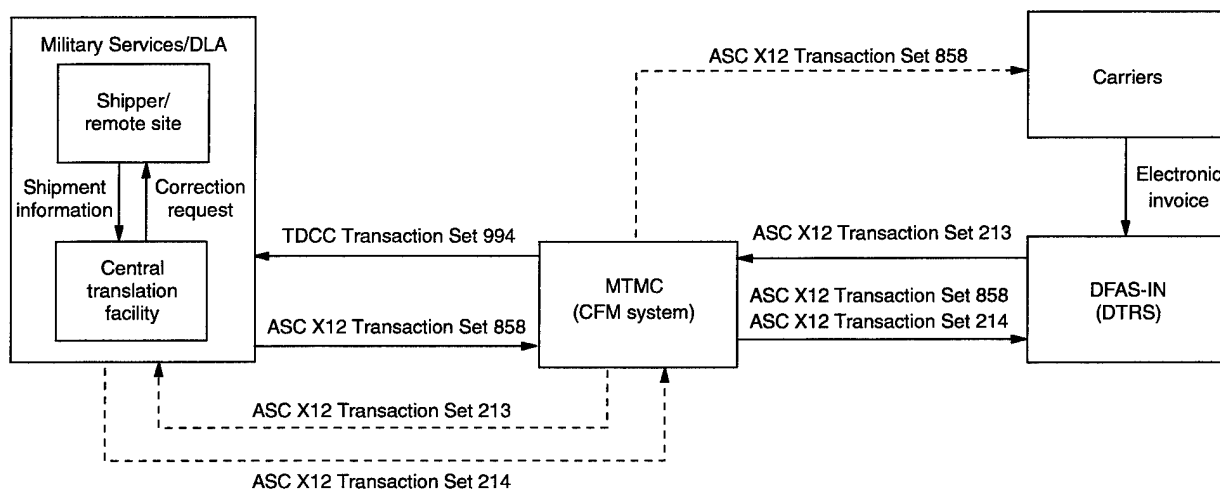 Military Services/DLA
Shipper/
remote site
Shipment
information
Correction
request
Central
translation
facility
ASC X12 Transaction Set 858
Carriers
Electronic
invoice
TDCC Transaction Set 994
ASC X12 Transaction Set 858
MTMC
(CFM system)
ASC X12 Transaction Set 213
ASC X12 Transaction Set 858
ASC X12 Transaction Set 214
DFAS-IN
(DTRS)
ASC X12 Transaction Set 213
ASC X12 Transaction Set 214